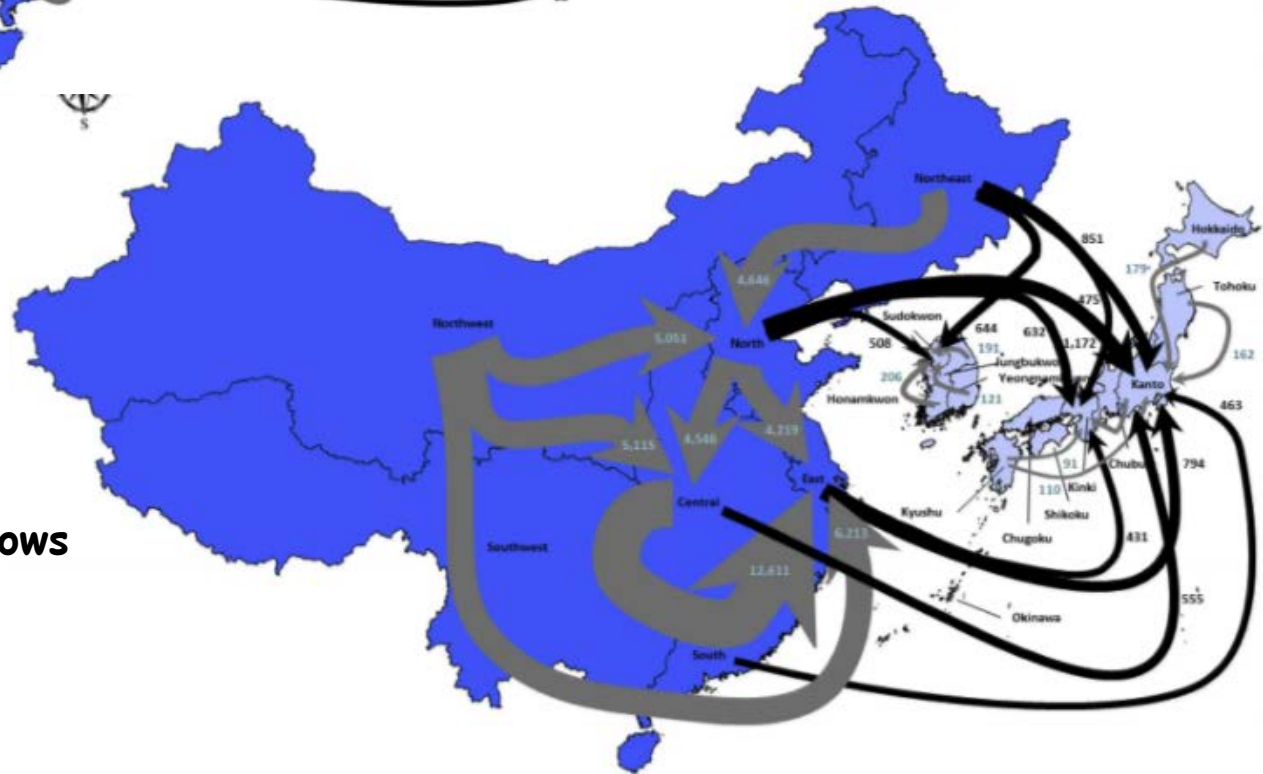 S
Northeast
Hokkaido
851
179
Tohoku
4,646
475
Northwest
Sudokwon
644
632
1,172
5,051
North
508
191
162
Kanto
206
121
Honamkwon
463
5,115
4,546
4,219
91
Chubu
794
East
110
Kinki
Central
Kyushu
Shikoku
6,213
Chugoku
431
ows
Southwest
12,611
555
Okinawa
South